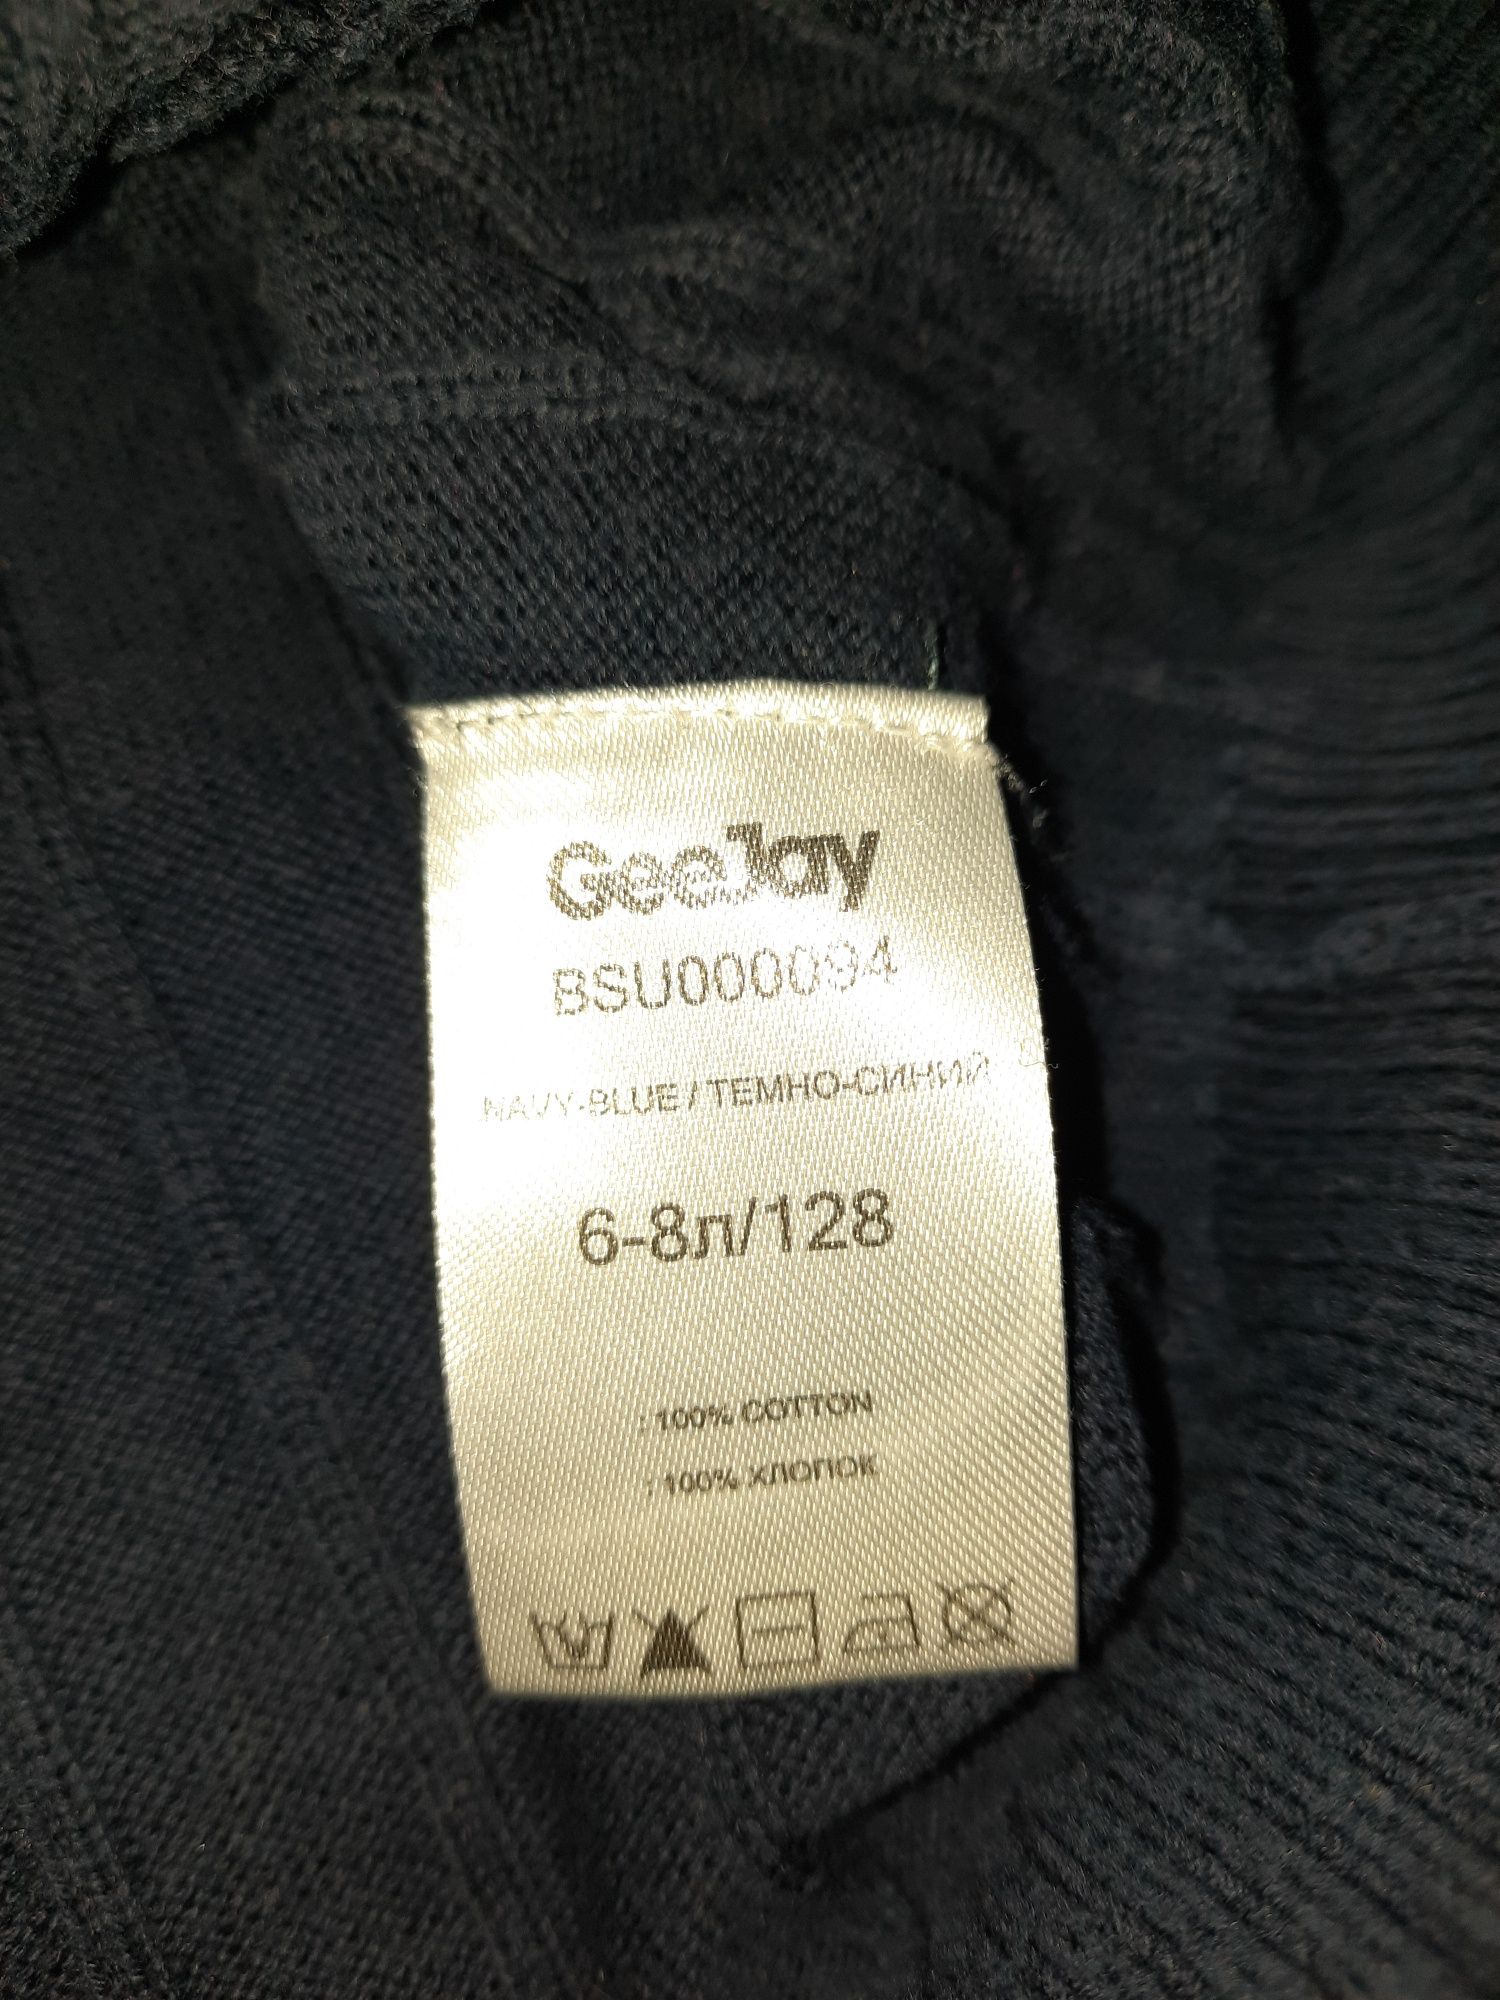 GeeJay
BSU000094
NAVY-BLUE / ТЕМНО-СИНИЙ
6-8л/128
: 100% COTTON
: 100% ХЛОПОК